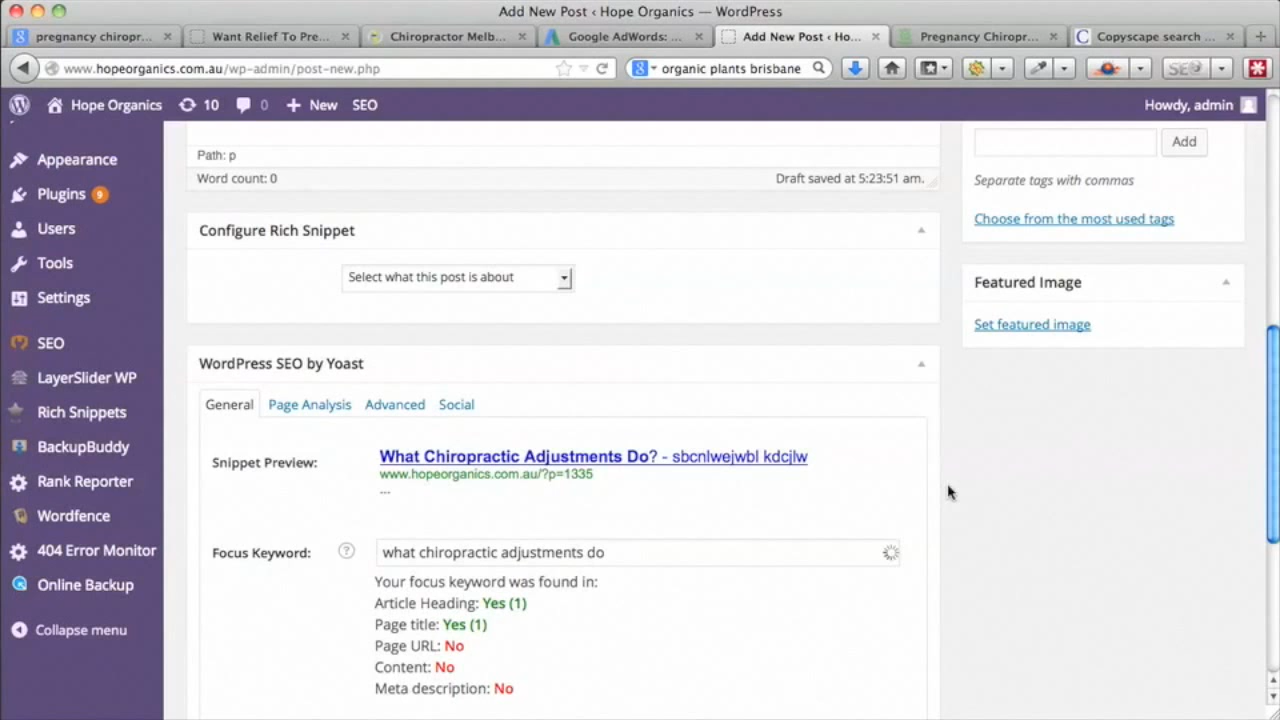 Add New Post ‹ Hope Organics — WordPress
pregnancy chiropr...
Want Relief To Pre...
Chiropractor Melb...
Google AdWords: ...
Add New Post ‹ Ho...
Pregnancy Chiropr...
Copyscape search ...
www.hopeorganics.com.au/wp-admin/post-new.php
organic plants brisbane
SEO
Hope Organics 10 0 New SEO
Howdy, admin
Appearance
Plugins 9
Users
Tools
Settings
SEO
LayerSlider WP
Rich Snippets
BackupBuddy
Rank Reporter
Wordfence
404 Error Monitor
Online Backup
Collapse menu
Path: p
Word count: 0 Draft saved at 5:23:51 am.
Configure Rich Snippet
Select what this post is about
WordPress SEO by Yoast
General Page Analysis Advanced Social
Snippet Preview: What Chiropractic Adjustments Do? - sbcnlwejwbl kdcjlw
www.hopeorganics.com.au/?p=1335
...
Focus Keyword: ? what chiropractic adjustments do
Your focus keyword was found in:
Article Heading: Yes (1)
Page title: Yes (1)
Page URL: No
Content: No
Meta description: No
Add
Separate tags with commas
Choose from the most used tags
Featured Image
Set featured image